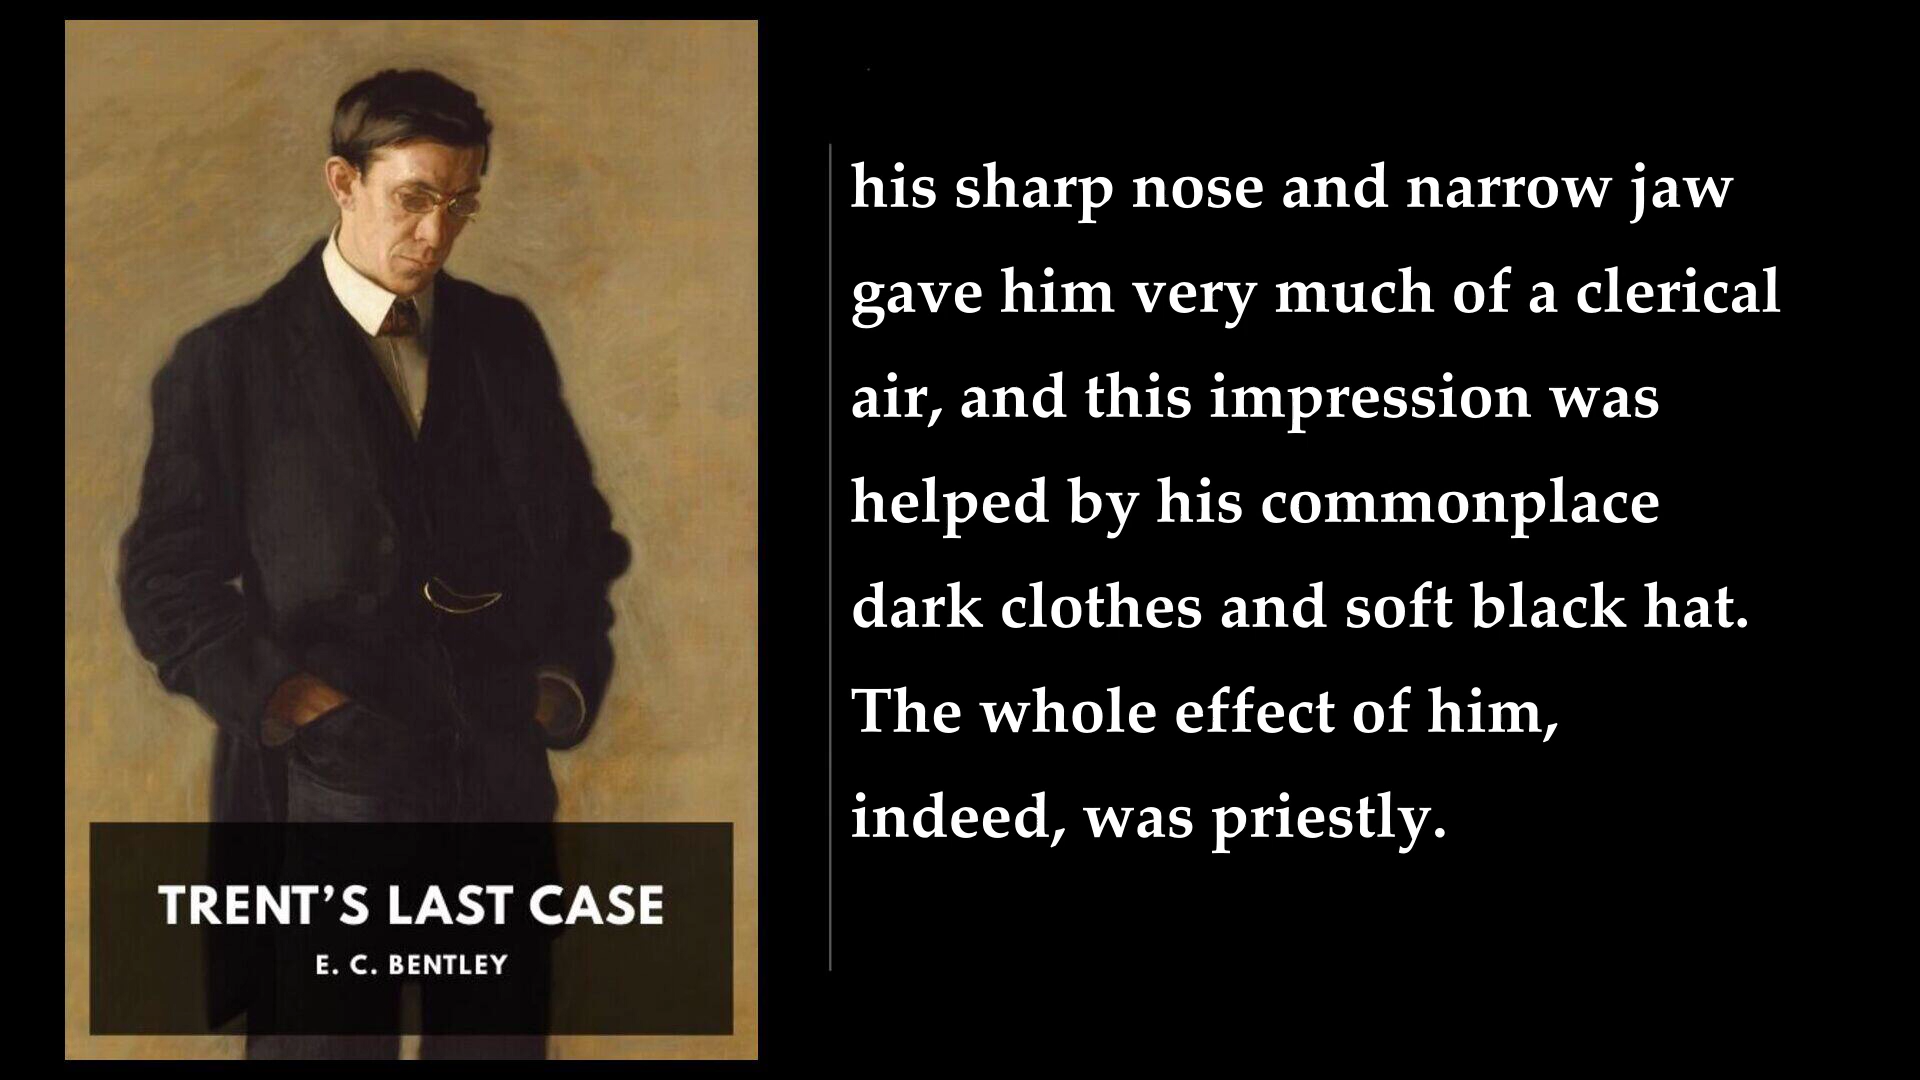 his sharp nose and narrow jaw
gave him very much of a clerical
air, and this impression was
helped by his commonplace
dark clothes and soft black hat.
The whole effect of him,
indeed, was priestly.
TRENT’S LAST CASE
E. C. BENTLEY